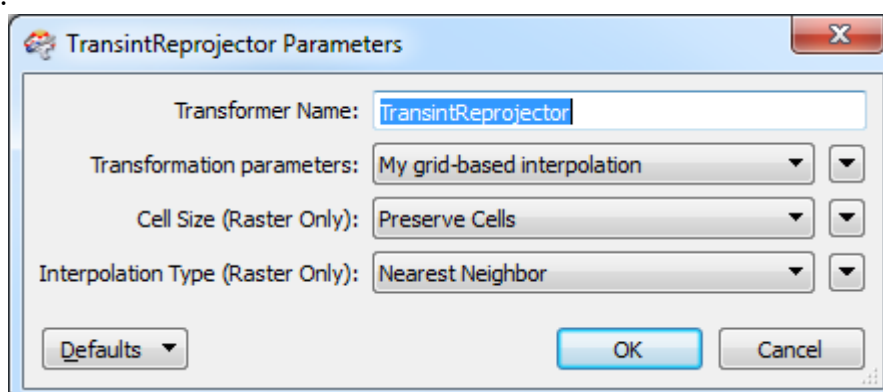 .
TransintReprojector Parameters
Transformer Name: TransintReprojector
Transformation parameters: My grid-based interpolation
Cell Size (Raster Only): Preserve Cells
Interpolation Type (Raster Only): Nearest Neighbor
Defaults OK Cancel